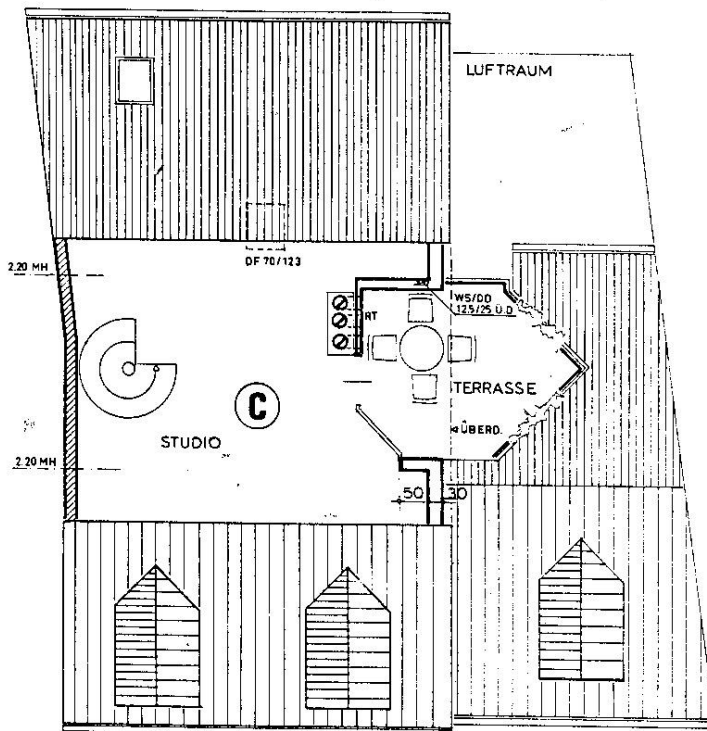 LUFTRAUM
DF 70/123
2.20 MH
WS/DD
12.5/25 Ü.D
RT
TERRASSE
C
ÜBERD.
STUDIO
2.20 MH
50 30